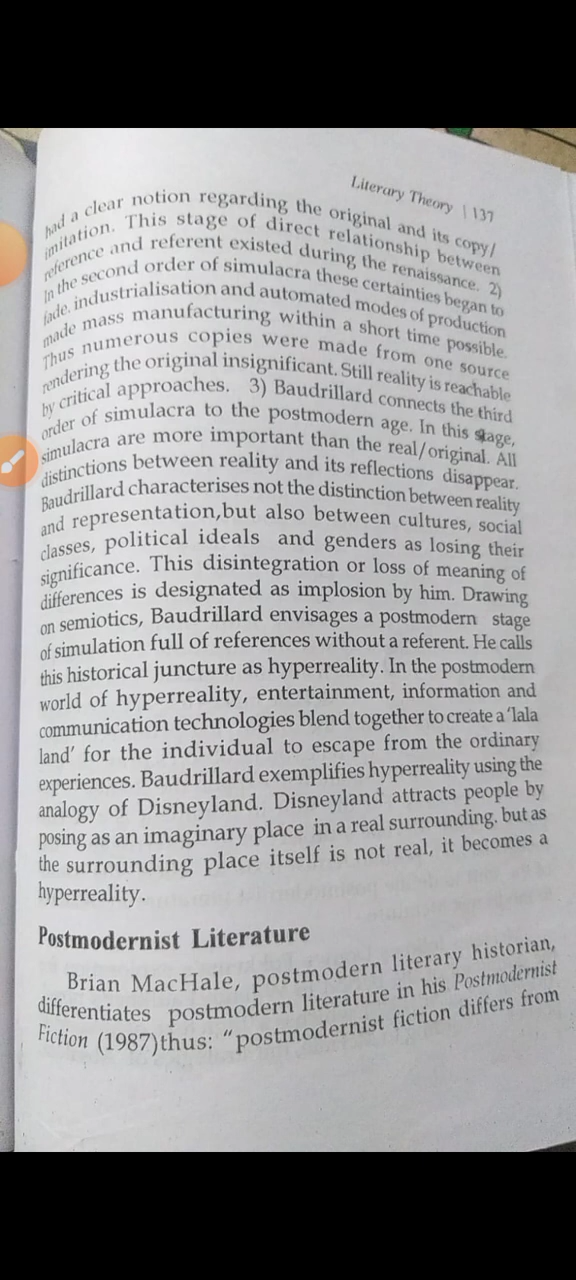 Literary Theory | 137
had a clear notion regarding the original and its copy/
imitation. This stage of direct relationship between
reference and referent existed during the renaissance. 2)
In the second order of simulacra these certainties began to
fade. industrialisation and automated modes of production
made mass manufacturing within a short time possible.
Thus numerous copies were made from one source
rendering the original insignificant. Still reality is reachable
by critical approaches. 3) Baudrillard connects the third
order of simulacra to the postmodern age. In this stage,
simulacra are more important than the real/original. All
distinctions between reality and its reflections disappear.
Baudrillard characterises not the distinction between reality
and representation,but also between cultures, social
classes, political ideals and genders as losing their
significance. This disintegration or loss of meaning of
differences is designated as implosion by him. Drawing
on semiotics, Baudrillard envisages a postmodern stage
of simulation full of references without a referent. He calls
this historical juncture as hyperreality. In the postmodern
world of hyperreality, entertainment, information and
communication technologies blend together to create a 'lala
land' for the individual to escape from the ordinary
experiences. Baudrillard exemplifies hyperreality using the
analogy of Disneyland. Disneyland attracts people by
posing as an imaginary place in a real surrounding. but as
the surrounding place itself is not real, it becomes a
hyperreality.
Postmodernist Literature
Brian MacHale, postmodern literary historian,
differentiates postmodern literature in his Postmodernist
Fiction (1987)thus: "postmodernist fiction differs from